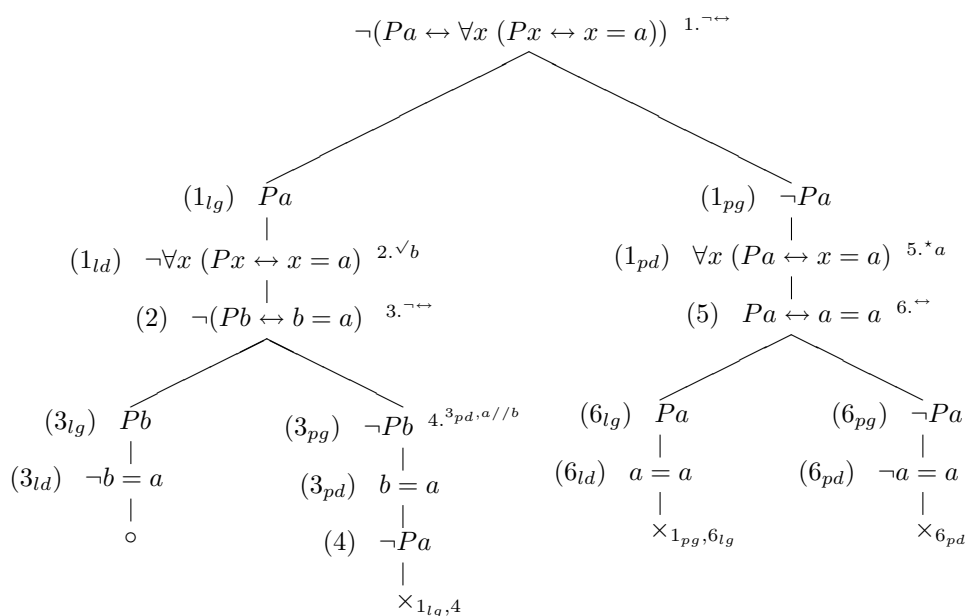 ¬(Pa ↔ ∀x (Px ↔ x = a)) 1.¬↔
(1lg) Pa (1pg) ¬Pa
(1ld) ¬∀x (Px ↔ x = a) 2.√b (1pd) ∀x (Pa ↔ x = a) 5.⋆a
(2) ¬(Pb ↔ b = a) 3.¬↔ (5) Pa ↔ a = a 6.↔
(3lg) Pb (3pg) ¬Pb 4.3pd,a//b (6lg) Pa (6pg) ¬Pa
(3ld) ¬b = a (3pd) b = a (6ld) a = a (6pd) ¬a = a
∘ (4) ¬Pa ×1pg,6lg ×6pd
×1lg,4